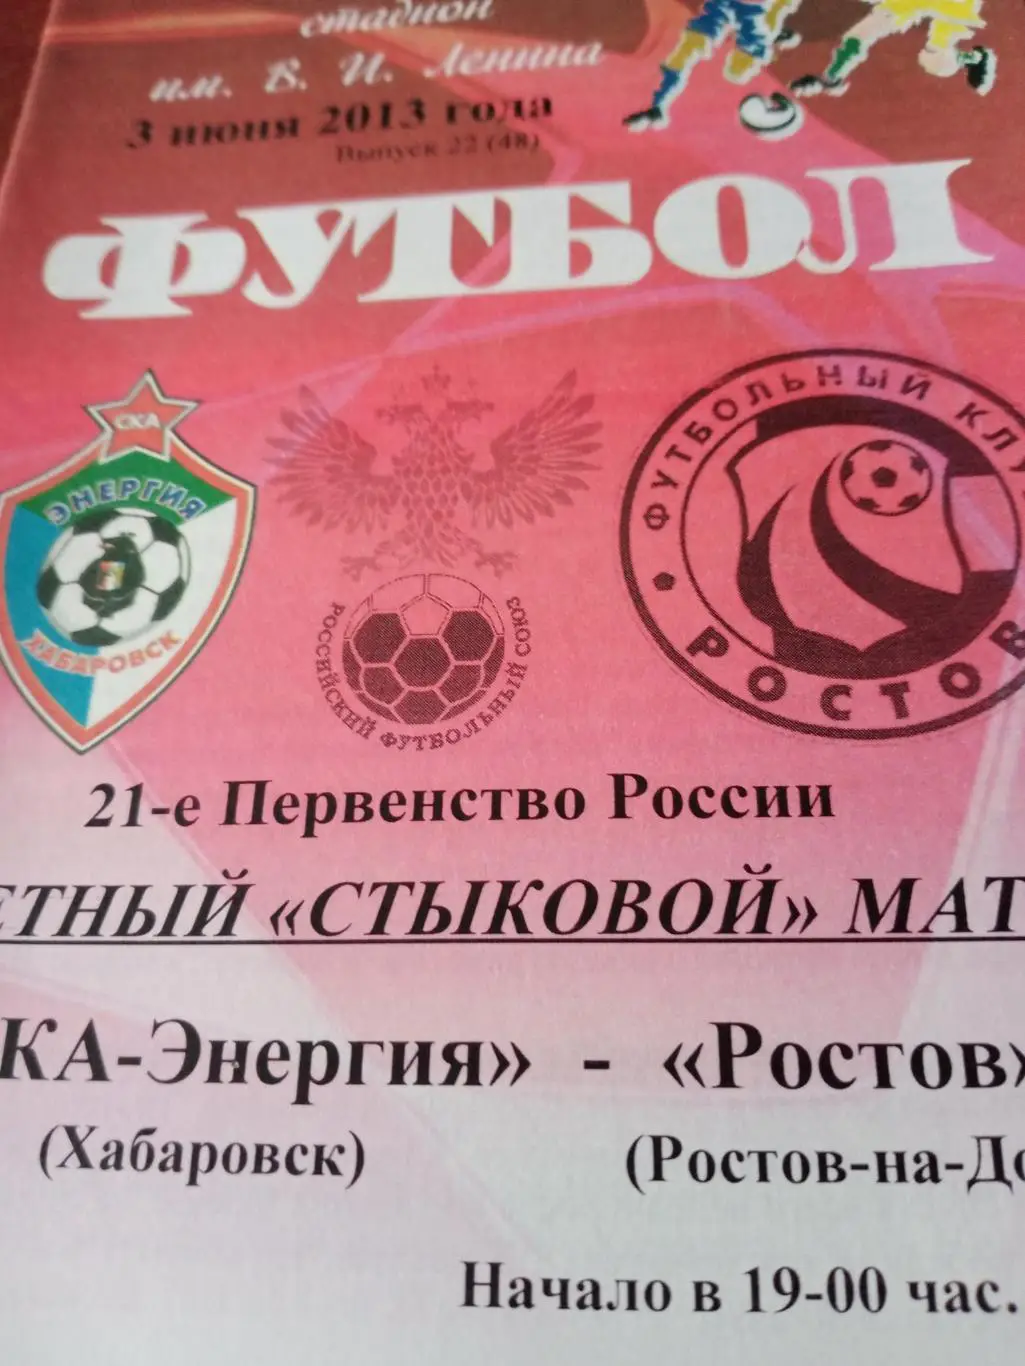 стадион
им. В. И. Ленина
3 июня 2013 года
Выпуск 22 (48)
ФУТБОЛ
СКА
ЭНЕРГИЯ
ХАБАРОВСК
РОССИЙСКИЙ ФУТБОЛЬНЫЙ СОЮЗ
ФУТБОЛЬНЫЙ КЛУ
РОСТОВ
21-е Первенство России
ЕТНЫЙ «СТЫКОВОЙ» МАТ
КА-Энергия» - «Ростов»
(Хабаровск) (Ростов-на-До
Начало в 19-00 час.